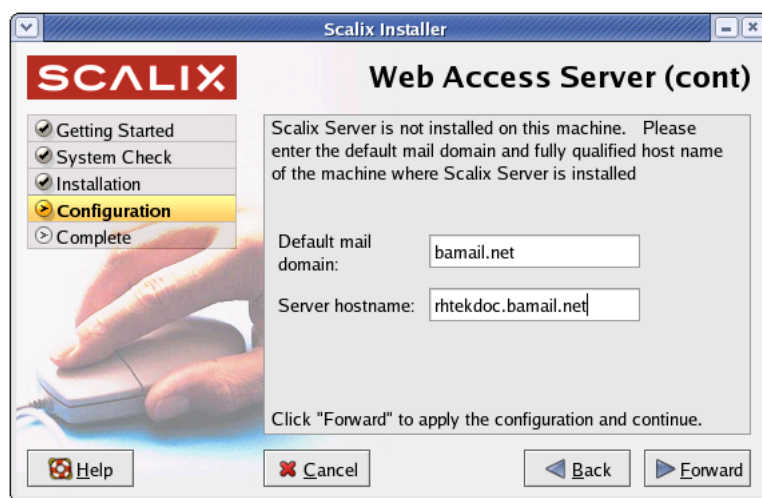 Scalix Installer
SCALIX
Web Access Server (cont)
Getting Started
System Check
Installation
Configuration
Complete
Scalix Server is not installed on this machine. Please
enter the default mail domain and fully qualified host name
of the machine where Scalix Server is installed
Default mail
domain:
bamail.net
Server hostname:
rhtekdoc.bamail.net
Click "Forward" to apply the configuration and continue.
Help
Cancel
Back
Forward